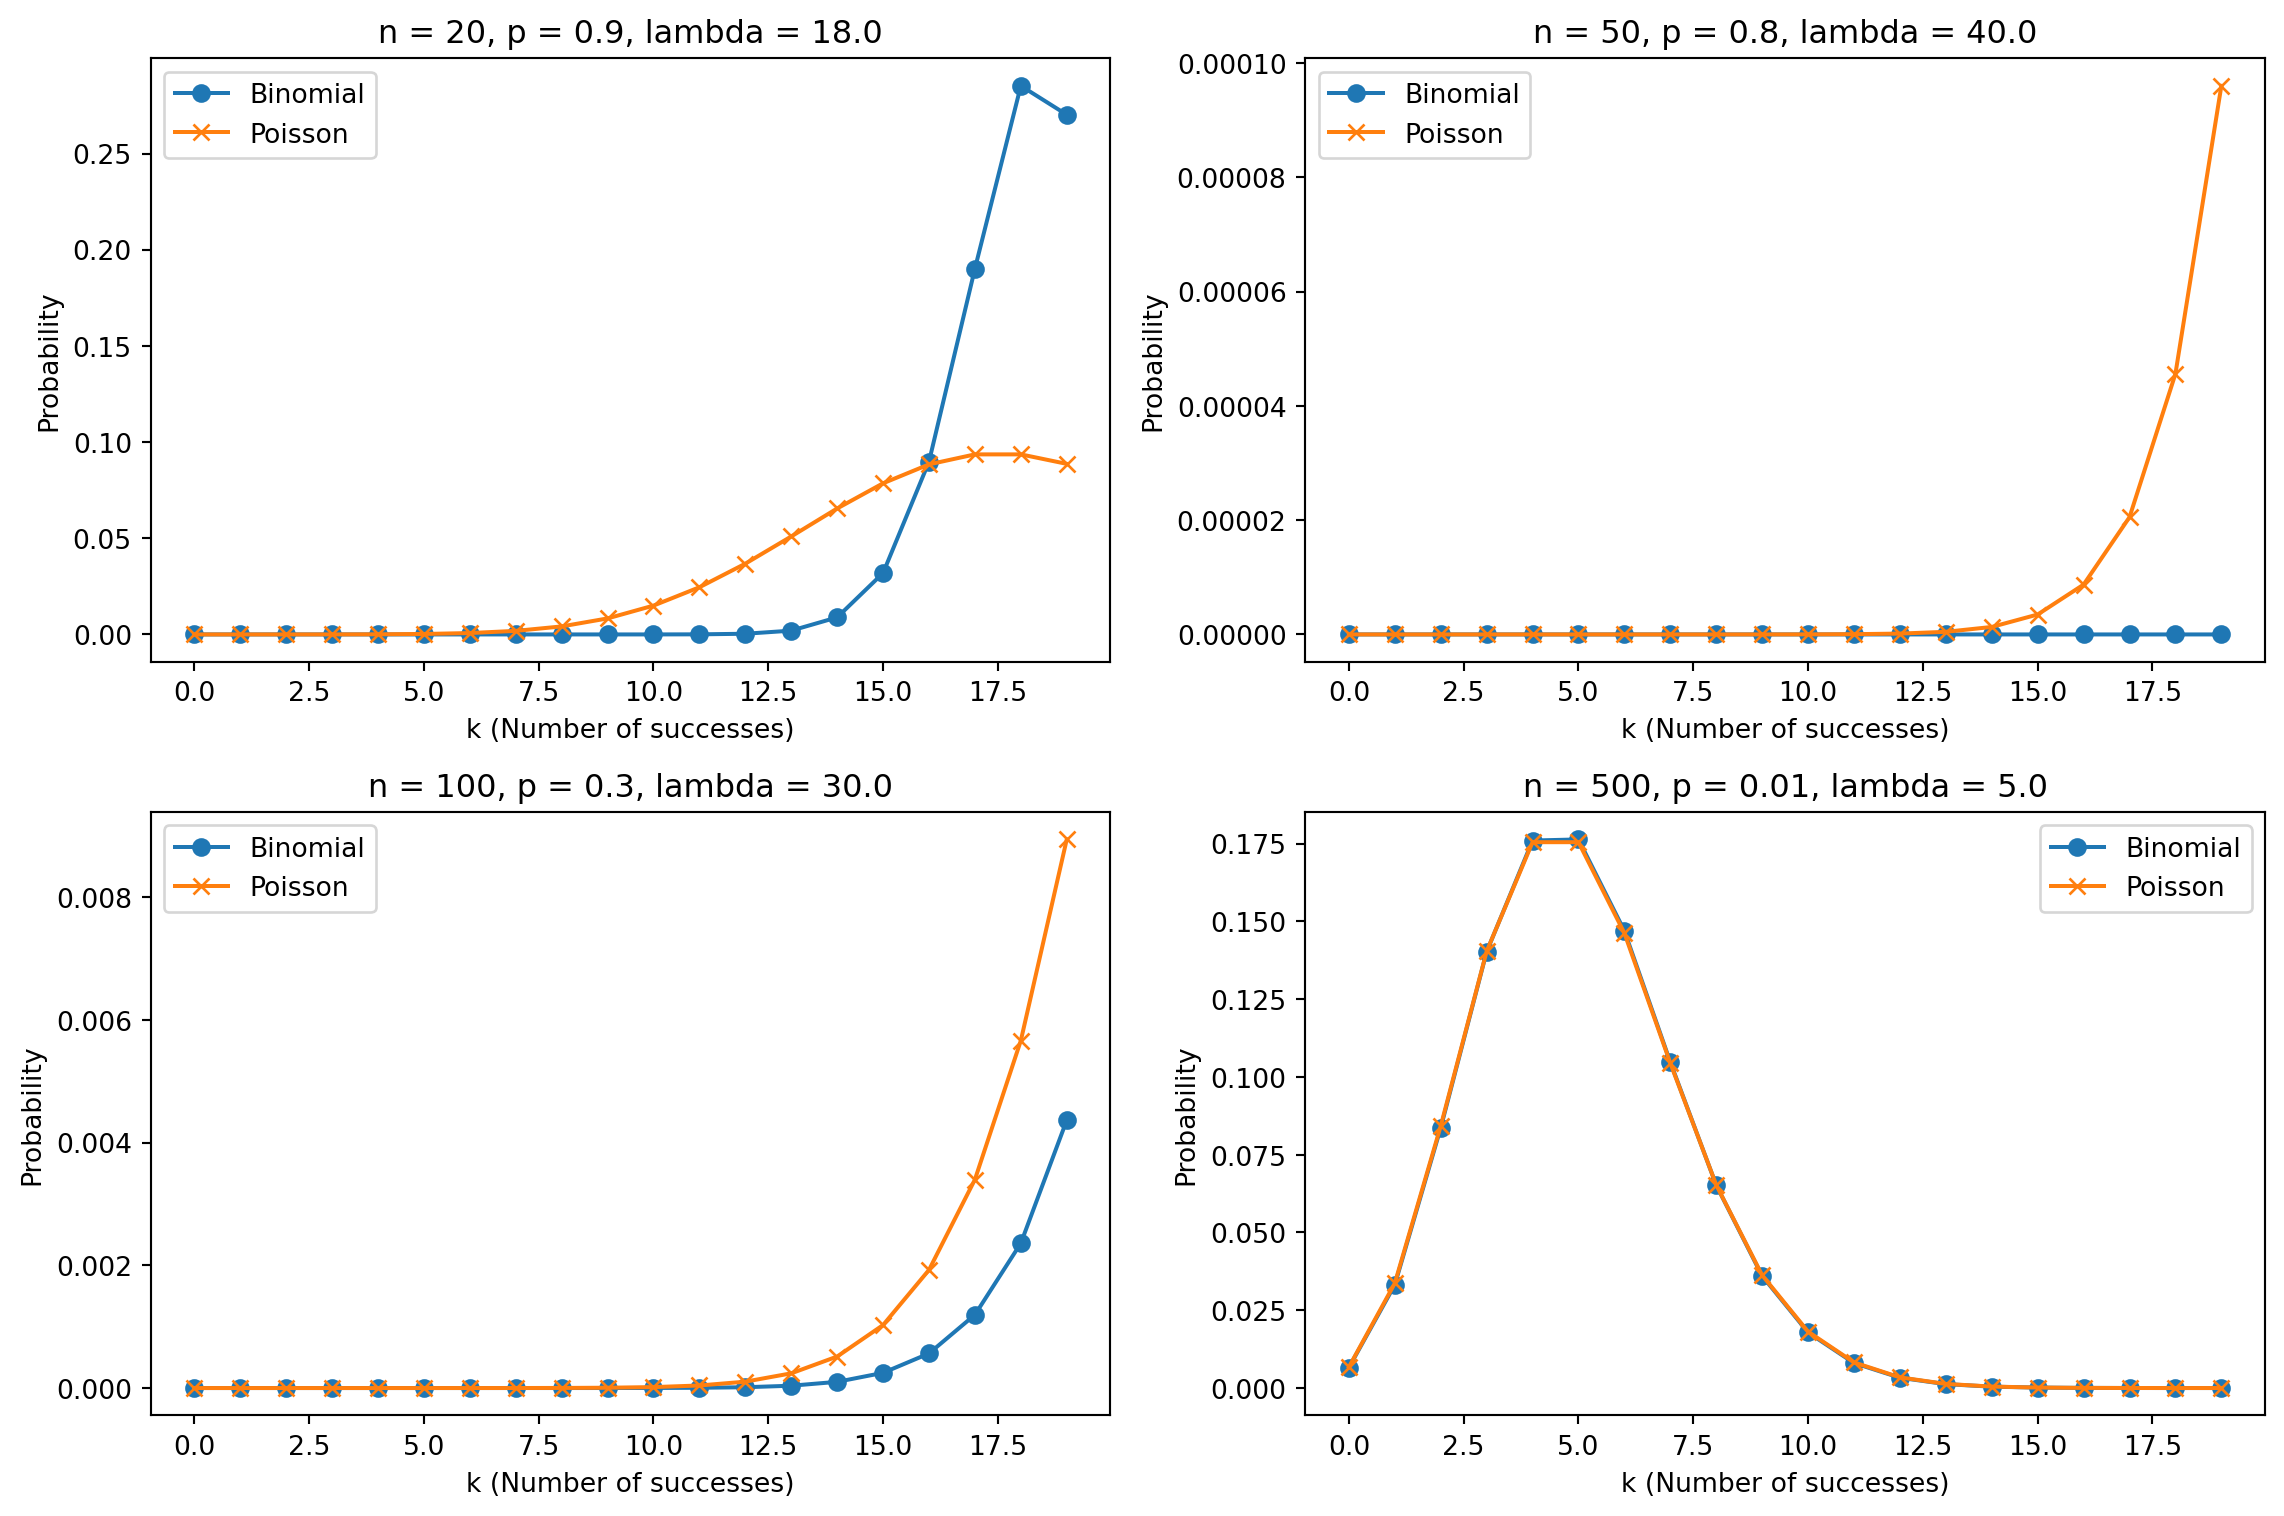 n = 20, p = 0.9, lambda = 18.0
Binomial
Poisson
Probability
0.25
0.20
0.15
0.10
0.05
0.00
0.0 2.5 5.0 7.5 10.0 12.5 15.0 17.5
k (Number of successes)
n = 50, p = 0.8, lambda = 40.0
Binomial
Poisson
Probability
0.00010
0.00008
0.00006
0.00004
0.00002
0.00000
0.0 2.5 5.0 7.5 10.0 12.5 15.0 17.5
k (Number of successes)
n = 100, p = 0.3, lambda = 30.0
Binomial
Poisson
Probability
0.008
0.006
0.004
0.002
0.000
0.0 2.5 5.0 7.5 10.0 12.5 15.0 17.5
k (Number of successes)
n = 500, p = 0.01, lambda = 5.0
Binomial
Poisson
Probability
0.175
0.150
0.125
0.100
0.075
0.050
0.025
0.000
0.0 2.5 5.0 7.5 10.0 12.5 15.0 17.5
k (Number of successes)